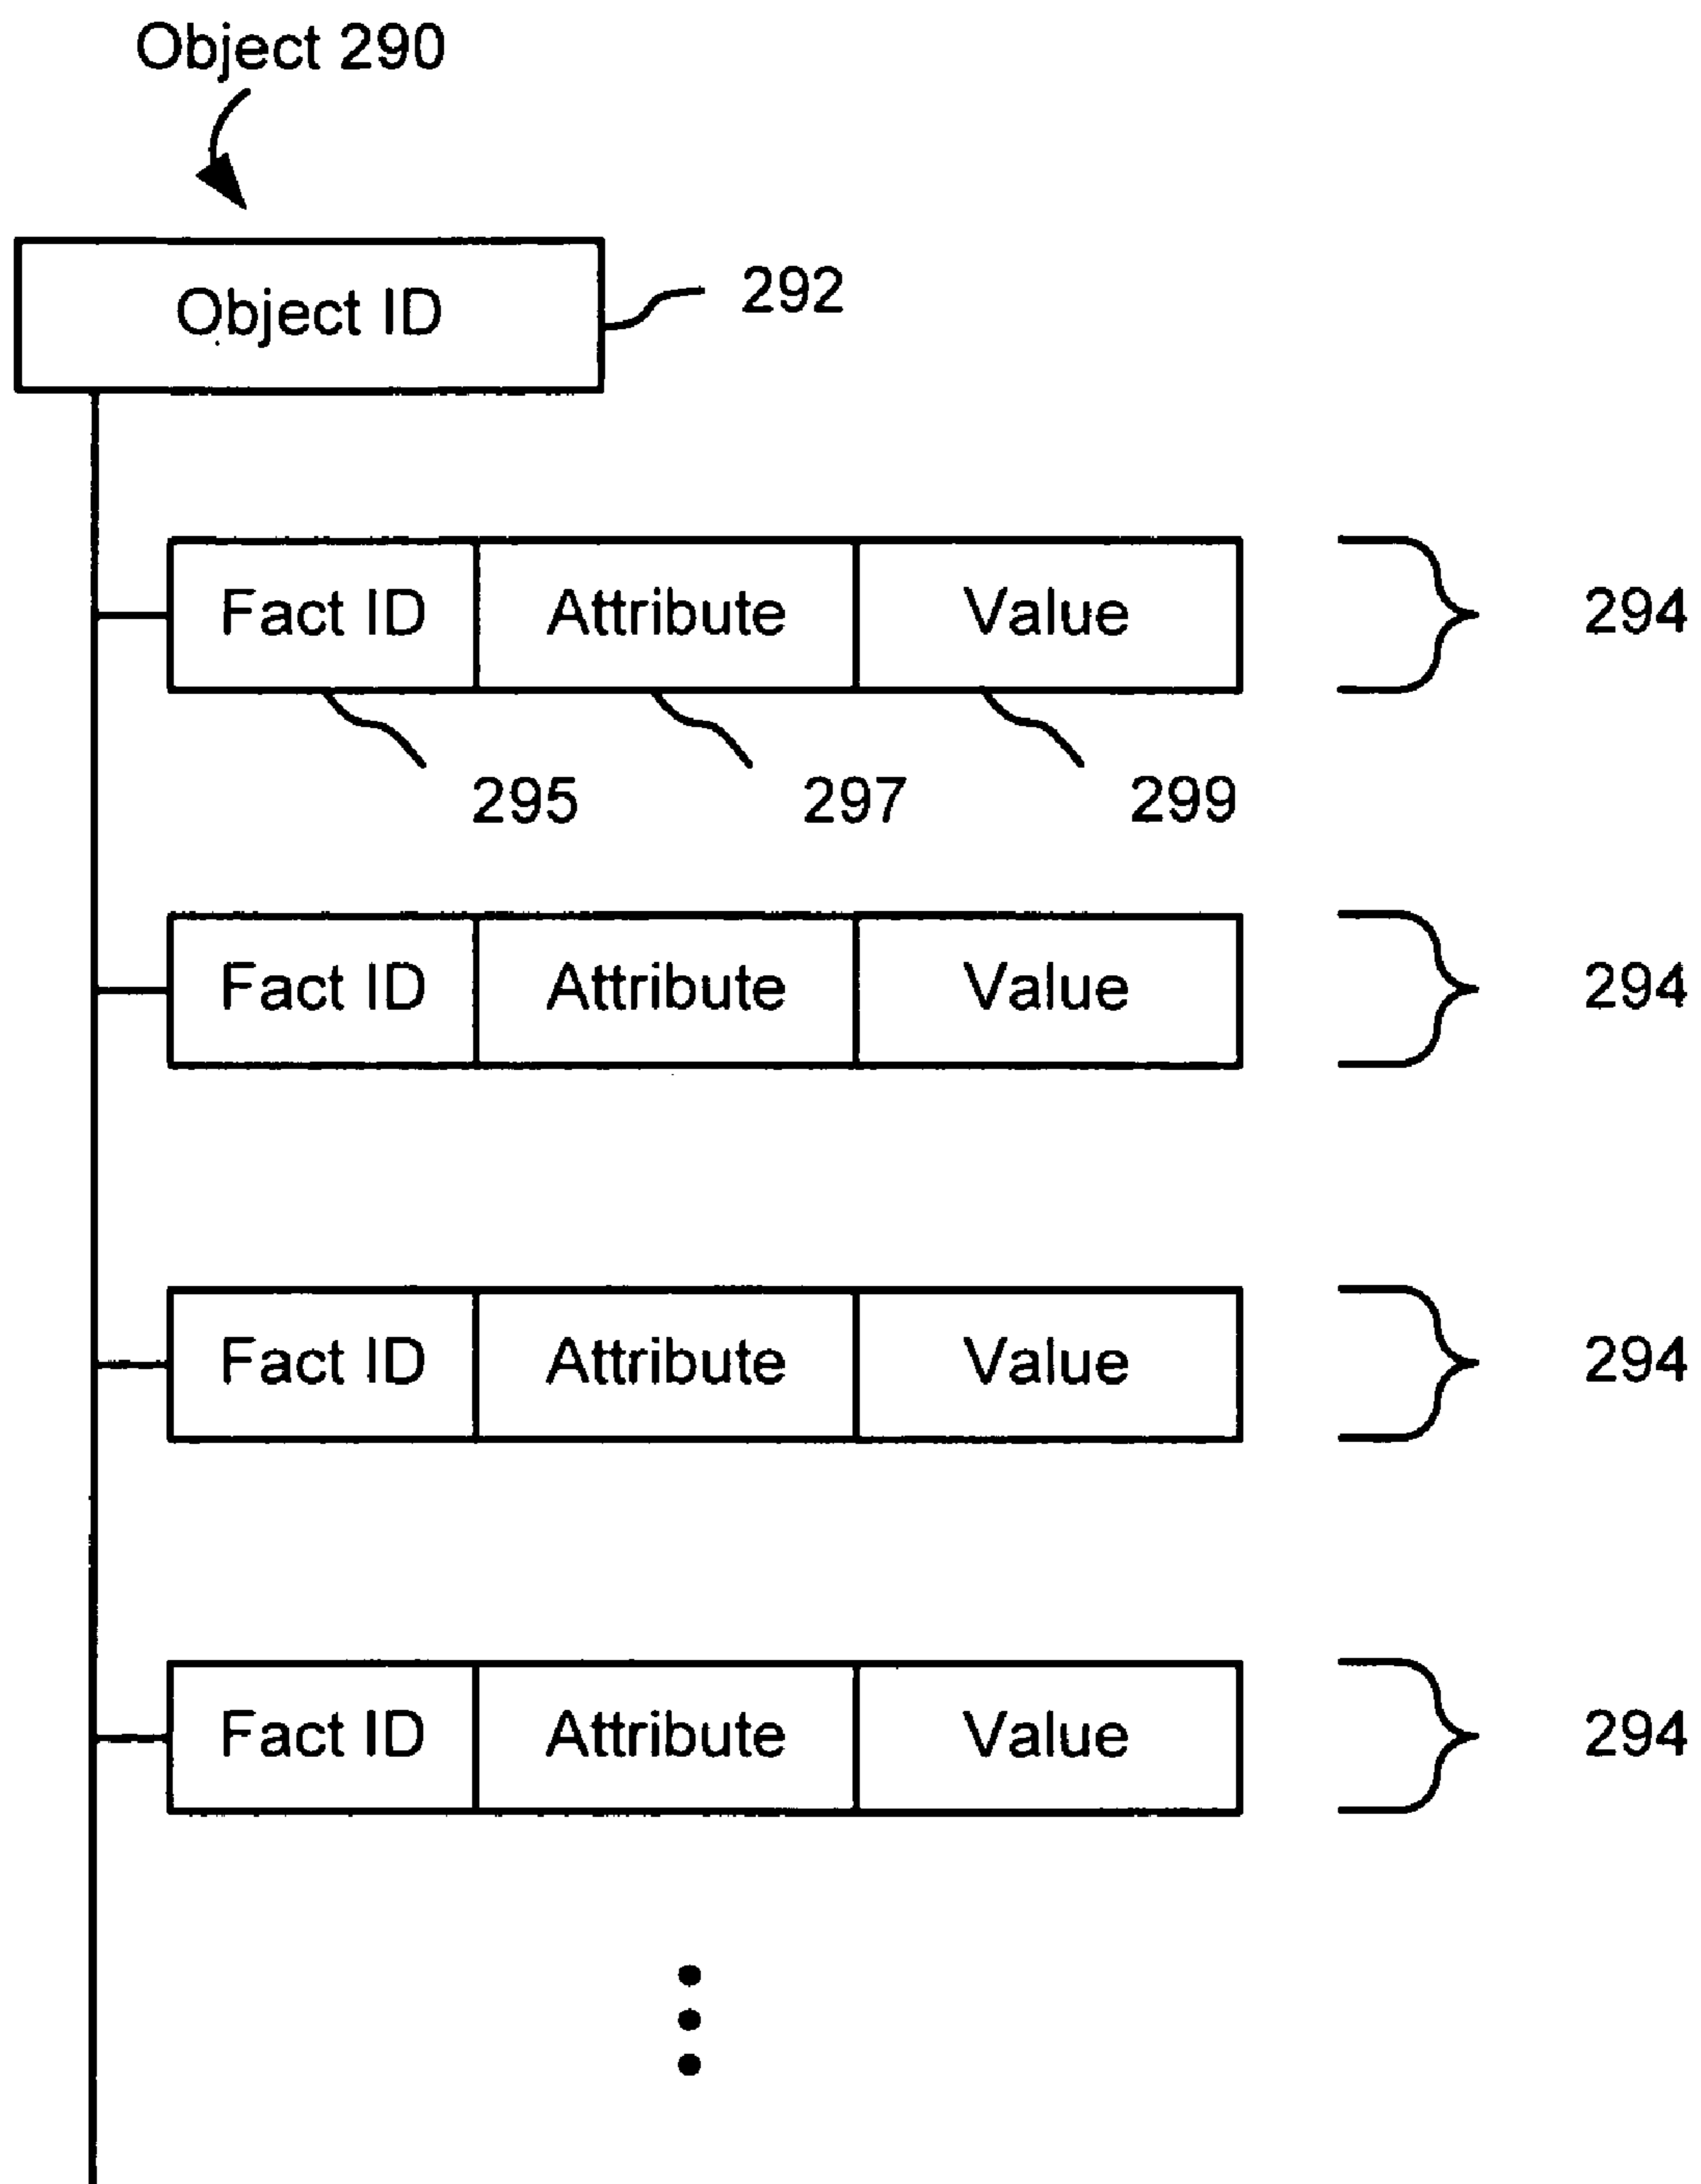 Object 290
Object ID 292
Fact ID Attribute Value 294
295 297 299
Fact ID Attribute Value 294
Fact ID Attribute Value 294
Fact ID Attribute Value 294